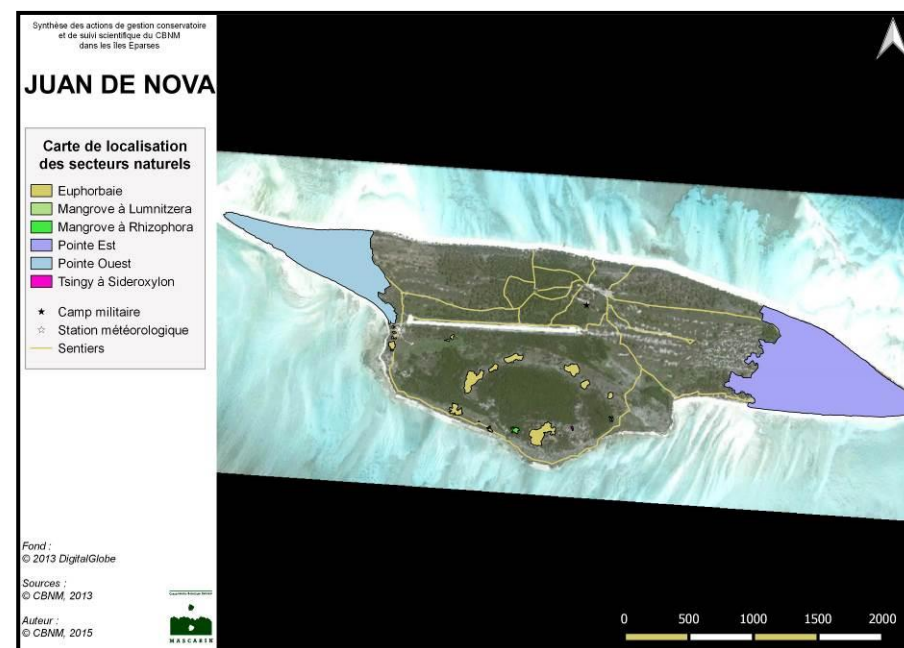 Synthèse des actions de gestion conservatoire
et de suivi scientifique du CBNM
dans les îles Eparses
JUAN DE NOVA
Carte de localisation
des secteurs naturels
Euphorbaie
Mangrove à Lumnitzera
Mangrove à Rhizophora
Pointe Est
Pointe Ouest
Tsingy à Sideroxylon
Camp militaire
Station météorologique
Sentiers
Fond :
© 2013 DigitalGlobe
Sources :
© CBNM, 2013
Auteur :
© CBNM, 2015
MASCARIN
0 500 1000 1500 2000